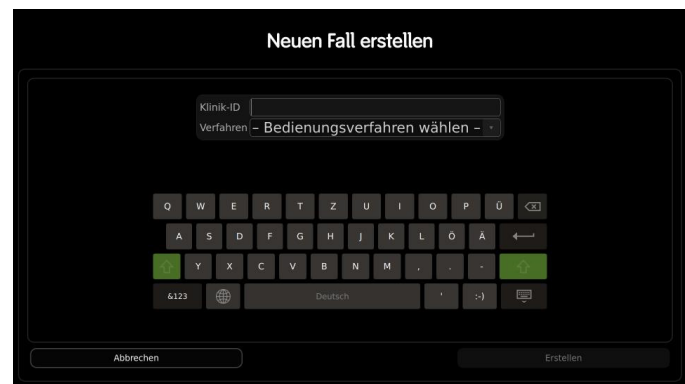 Neuen Fall erstellen
Klinik-ID
Verfahren – Bedienungsverfahren wählen –
Q W E R T Z U I O P Ü
A S D F G H J K L Ö Ä
Y X C V B N M , . -
&123 Deutsch ' :-)
Abbrechen Erstellen